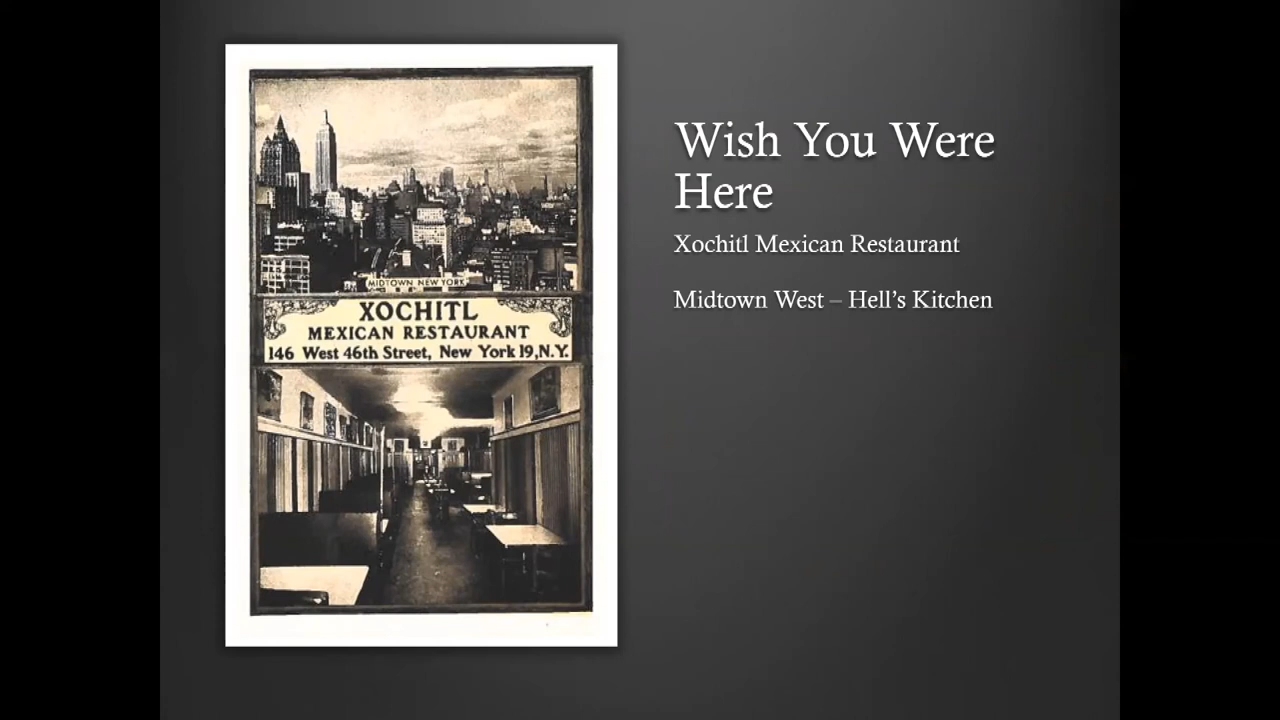 Wish You Were
Here
Xochitl Mexican Restaurant
Midtown West – Hell’s Kitchen
MIDTOWN NEW YORK
XOCHITL
MEXICAN RESTAURANT
146 West 46th Street, New York 19, N.Y.